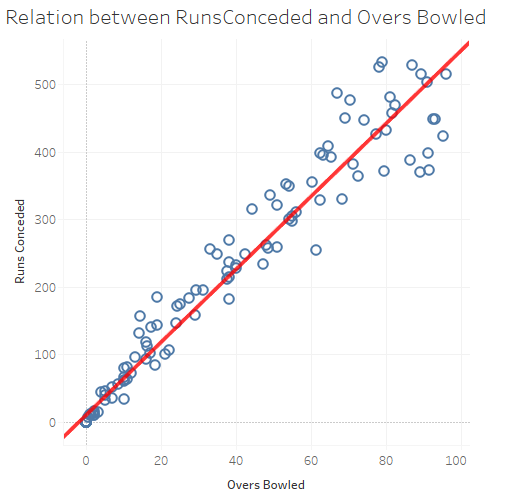 Relation between RunsConceded and Overs Bowled
500
400
300
200
100
0
Runs Conceded
0 20 40 60 80 100
Overs Bowled